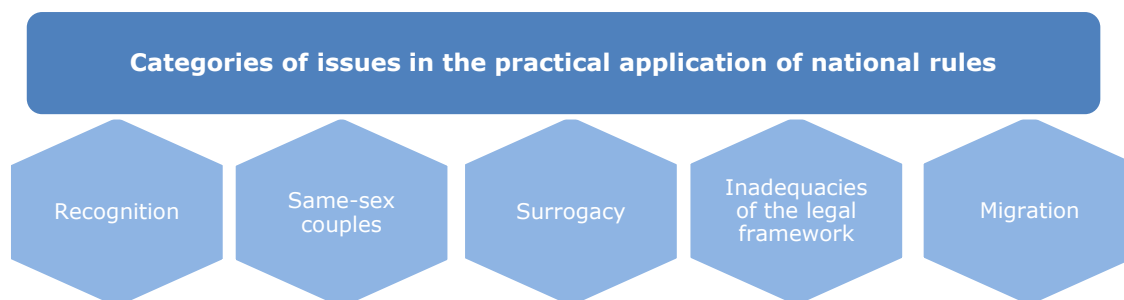 Categories of issues in the practical application of national rules
Recognition
Same-sex
couples
Surrogacy
Inadequacies
of the legal
framework
Migration